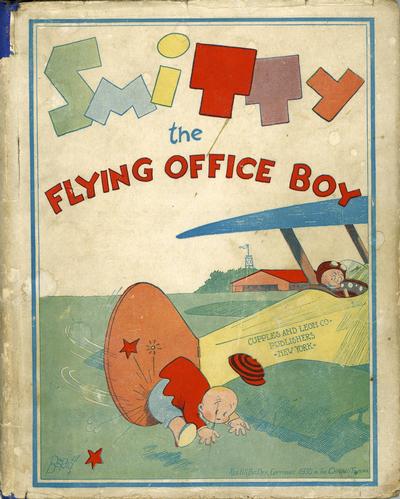 SMiTTY
the
FLYING OFFICE BOY
CUPPLES AND LEON CO.
PUBLISHERS
-NEW YORK-